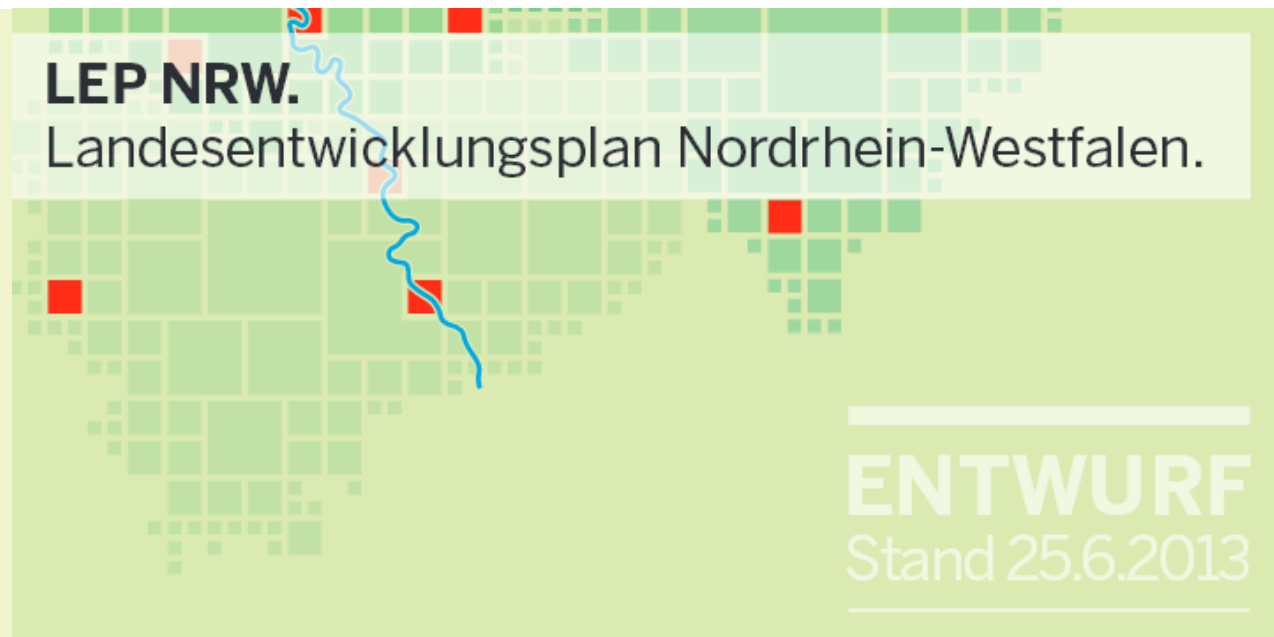 LEP NRW.
Landesentwicklungsplan Nordrhein-Westfalen.
ENTWURF
Stand 25.6.2013